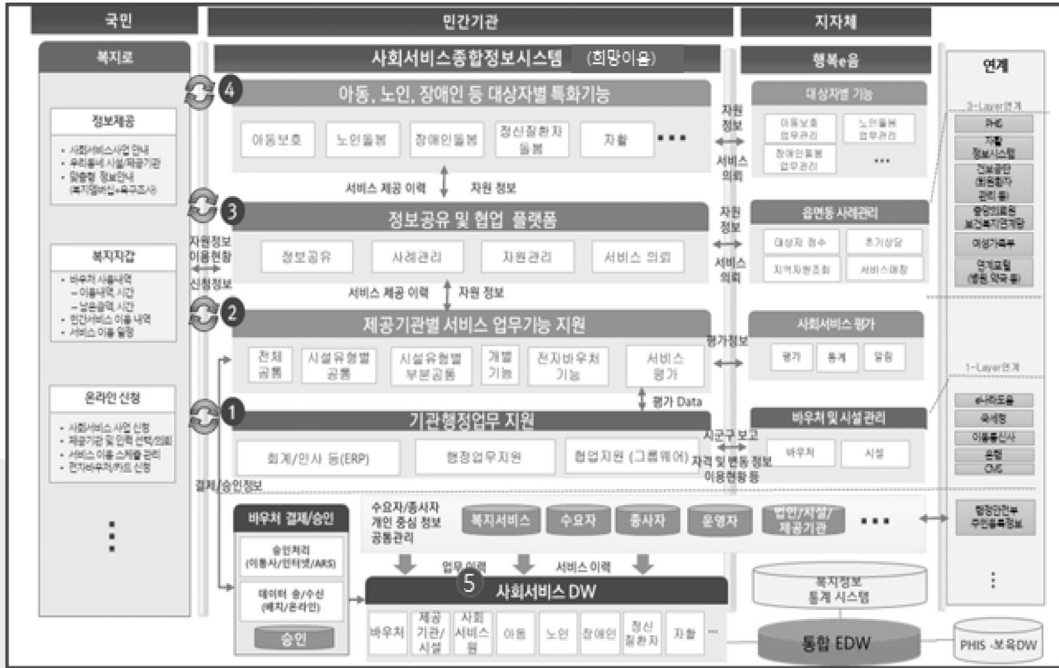 국민
민간기관
지자체
복지로
정보제공
• 사회서비스사업 안내
• 우리동네 시설/제공기관
• 맞춤형 정보안내
(복지멤버십+욕구조사)
복지지갑
• 바우처 사용내역
– 이용내역, 시간
– 남은금액, 시간
• 민간서비스 이용 내역
• 서비스 이용 일정
온라인 신청
• 사회서비스 사업 신청
• 제공기관 및 인력 선택/의뢰
• 서비스 이용 스케줄 관리
• 전자바우처/카드 신청
자원정보
이용현황
신청정보
사회서비스종합정보시스템 (희망이음)
4
아동, 노인, 장애인 등 대상자별 특화기능
아동보호
노인돌봄
장애인돌봄
정신질환자
돌봄
자활
서비스 제공 이력
자원 정보
3
정보공유 및 협업 플랫폼
정보공유
사례관리
자원관리
서비스 의뢰
서비스 제공 이력
자원 정보
2
제공기관별 서비스 업무기능 지원
전체
공통
시설유형별
공통
시설유형별
부분공통
개별
기능
전자바우처
기능
서비스
평가
평가 Data
1
기관행정업무 지원
회계/인사 등(ERP)
행정업무지원
협업지원 (그룹웨어)
결제/승인정보
바우처 결제/승인
승인처리
(이통사/인터넷/ARS)
데이터 송/수신
(배치/온라인)
승인
수요자/종사자
개인 중심 정보
공통관리
복지서비스
수요자
종사자
운영자
법인/시설/
제공기관
업무 이력
서비스 이력
5
사회서비스 DW
바우처
제공
기관/
시설
사회
서비스
원
아동
노인
장애인
정신
질환자
자활
자원
정보
서비스
의뢰
자원
정보
서비스
의뢰
평가정보
시군구 보고
자격 및 변동 정보
이용현황 등
행복e음
대상자별 기능
아동보호
업무관리
노인돌봄
업무관리
장애인돌봄
업무관리
읍면동 사례관리
대상자 접수
초기상담
지역자원조회
서비스매칭
사회서비스 평가
평가
통계
알림
바우처 및 시설 관리
바우처
시설
복지정보
통계 시스템
통합 EDW
연계
3-Layer연계
PHIS
자활
정보시스템
건보공단
(퇴원환자
관리 등)
중앙의료원
보건복지연계망
여성가족부
연계포털
(병원, 약국 등)
1-Layer연계
e나라도움
국세청
이동통신사
은행
CMS
행정안전부
주민등록정보
PHIS ·보육DW